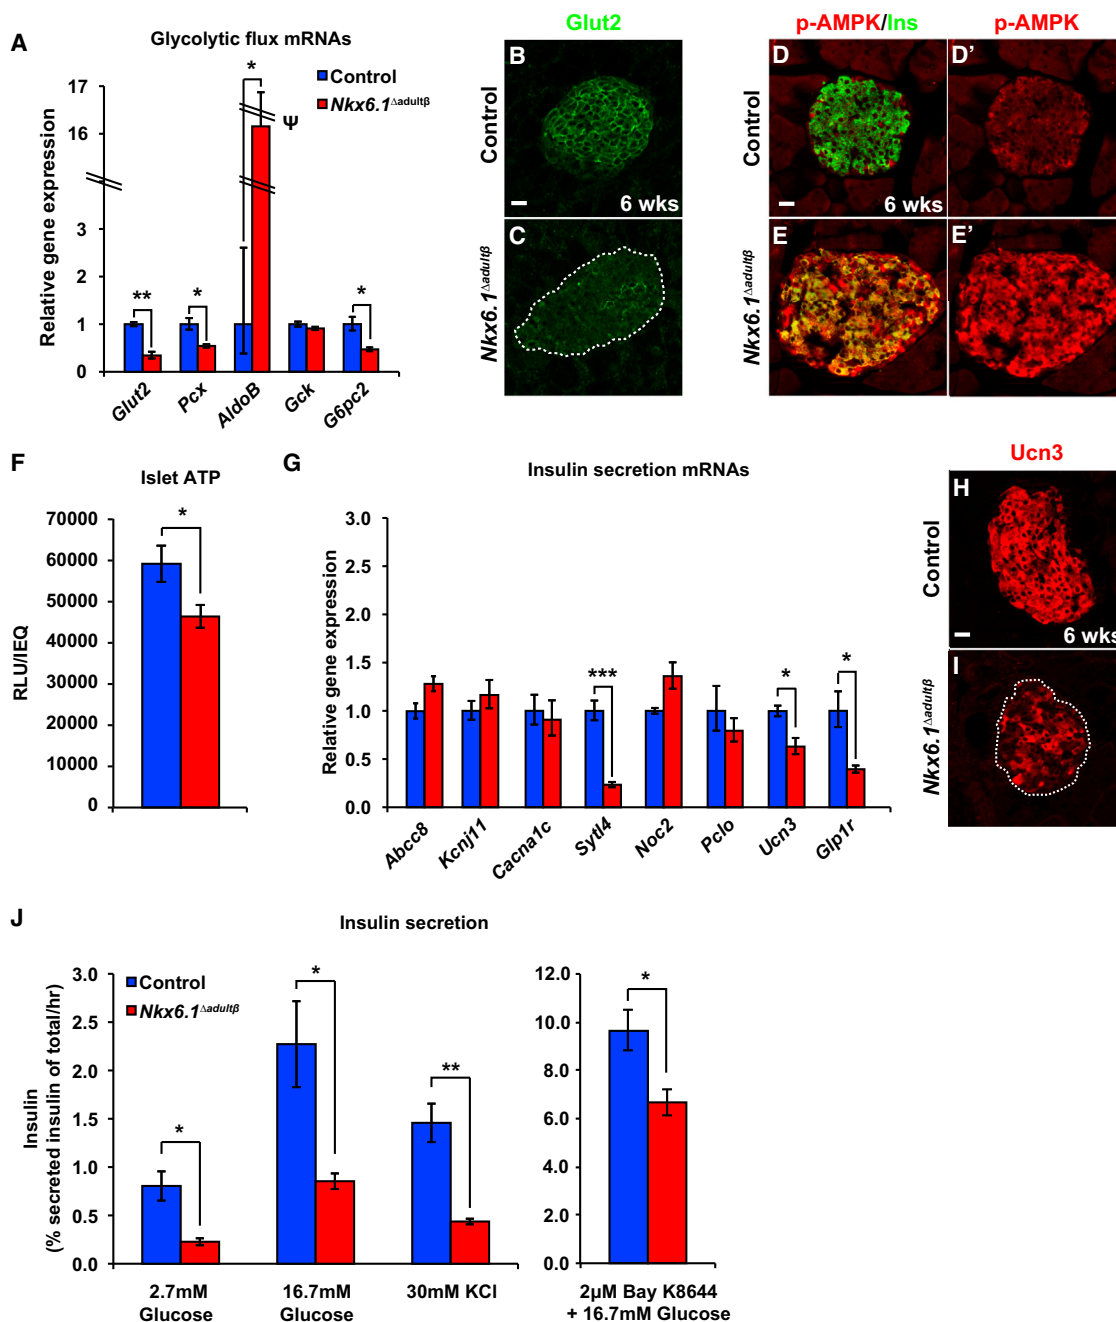 A
Glycolytic flux mRNAs
Control
Nkx6.1Δadultβ
Relative gene expression
17
16
3
2
1
0
*
Ψ
**
*
*
Glut2
Pcx
AldoB
Gck
G6pc2
Glut2
B
Control
6 wks
C
Nkx6.1Δadultβ
p-AMPK/Ins
p-AMPK
D
D'
Control
6 wks
E
E'
Nkx6.1Δadultβ
F
Islet ATP
RLU/IEQ
70000
60000
50000
40000
30000
20000
10000
0
*
G
Insulin secretion mRNAs
Relative gene expression
3.0
2.5
2.0
1.5
1.0
0.5
0.0
***
*
*
Abcc8
Kcnj11
Cacna1c
Sytl4
Noc2
Pclo
Ucn3
Glp1r
Ucn3
H
Control
6 wks
I
Nkx6.1Δadultβ
J
Insulin secretion
Insulin
(% secreted insulin of total/hr)
3.0
2.5
2.0
1.5
1.0
0.5
0.0
Control
Nkx6.1Δadultβ
*
*
**
2.7mM
Glucose
16.7mM
Glucose
30mM KCl
12.0
10.0
8.0
6.0
4.0
2.0
0.0
*
2µM Bay K8644
+ 16.7mM Glucose